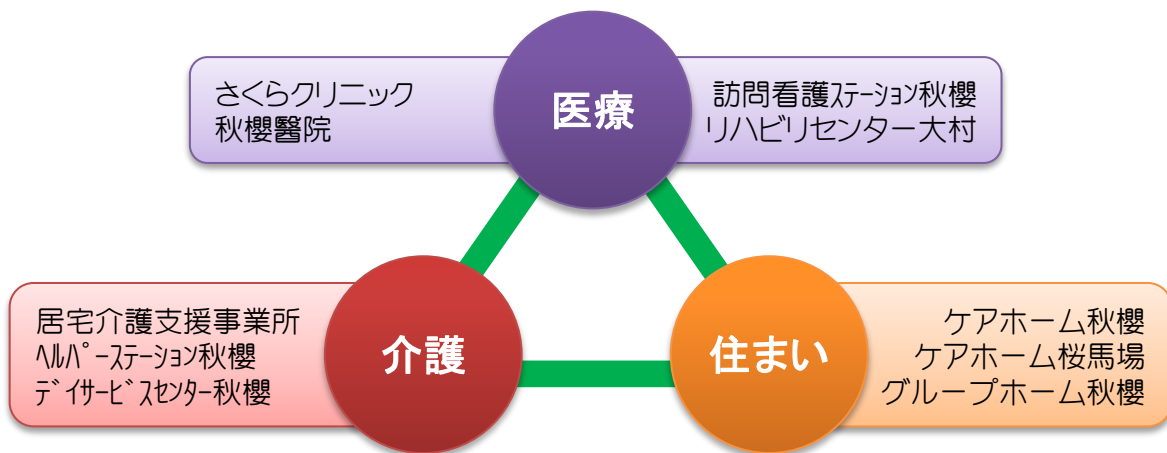 さくらクリニック
秋櫻醫院
医療
訪問看護ｽﾃｰｼｮﾝ秋櫻
リハビリセンター大村
居宅介護支援事業所
ﾍﾙﾊﾟｰｽﾃｰｼｮﾝ秋櫻
ﾃﾞｲｻｰﾋﾞｽｾﾝﾀｰ秋櫻
介護
住まい
ケアホーム秋櫻
ケアホーム桜馬場
グループホーム秋櫻